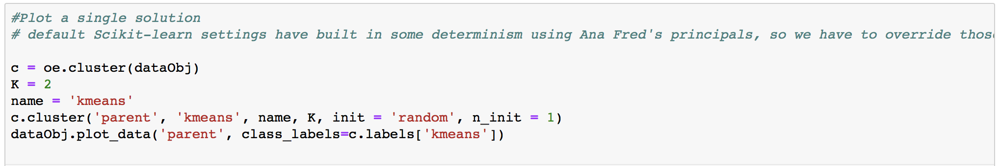 #Plot a single solution
# default Scikit-learn settings have built in some determinism using Ana Fred's principals, so we have to override
c = oe.cluster(dataObj)
K = 2
name = 'kmeans'
c.cluster('parent', 'kmeans', name, K, init = 'random', n_init = 1)
dataObj.plot_data('parent', class_labels=c.labels['kmeans'])